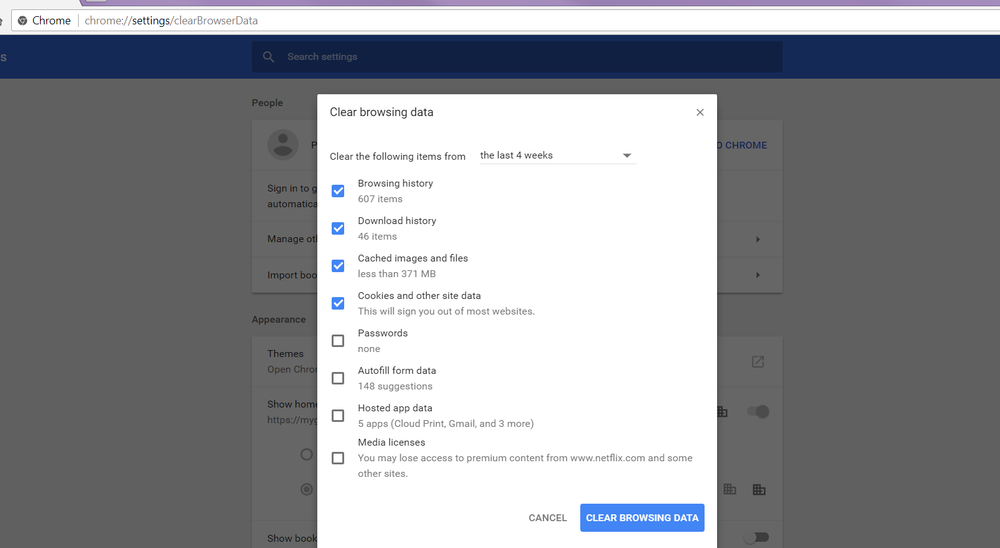 Chrome chrome://settings/clearBrowserData
s
Search settings
People
Clear browsing data
P
O CHROME
Clear the following items from the last 4 weeks
Browsing history
607 items
Sign in to g
automatica
Download history
46 items
Manage oth
Cached images and files
less than 371 MB
Import boo
Cookies and other site data
This will sign you out of most websites.
Appearance
Passwords
none
Themes
Open Chron
Autofill form data
148 suggestions
Show home
https://myg
Hosted app data
5 apps (Cloud Print, Gmail, and 3 more)
Media licenses
You may lose access to premium content from www.netflix.com and some
other sites.
CANCEL CLEAR BROWSING DATA
Show book